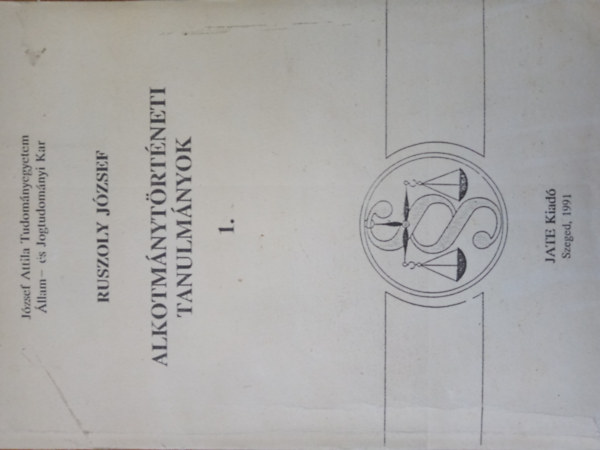 József Attila Tudományegyetem
Állam - és Jogtudományi Kar
RUSZOLY JÓZSEF
ALKOTMÁNYTÖRTÉNETI
TANULMÁNYOK
1.
JATE Kiadó
Szeged, 1991